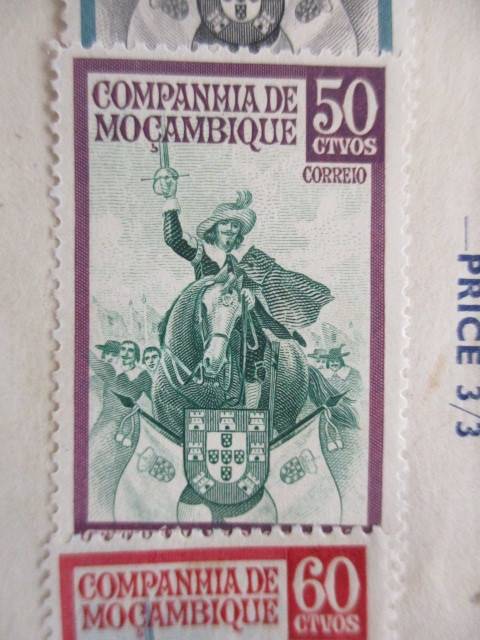 COMPANHIA DE
MOÇAMBIQUE
50
CTVOS
CORREIO
PRICE 3/3
COMPANHIA DE
MOÇAMBIQUE
60
CTVOS